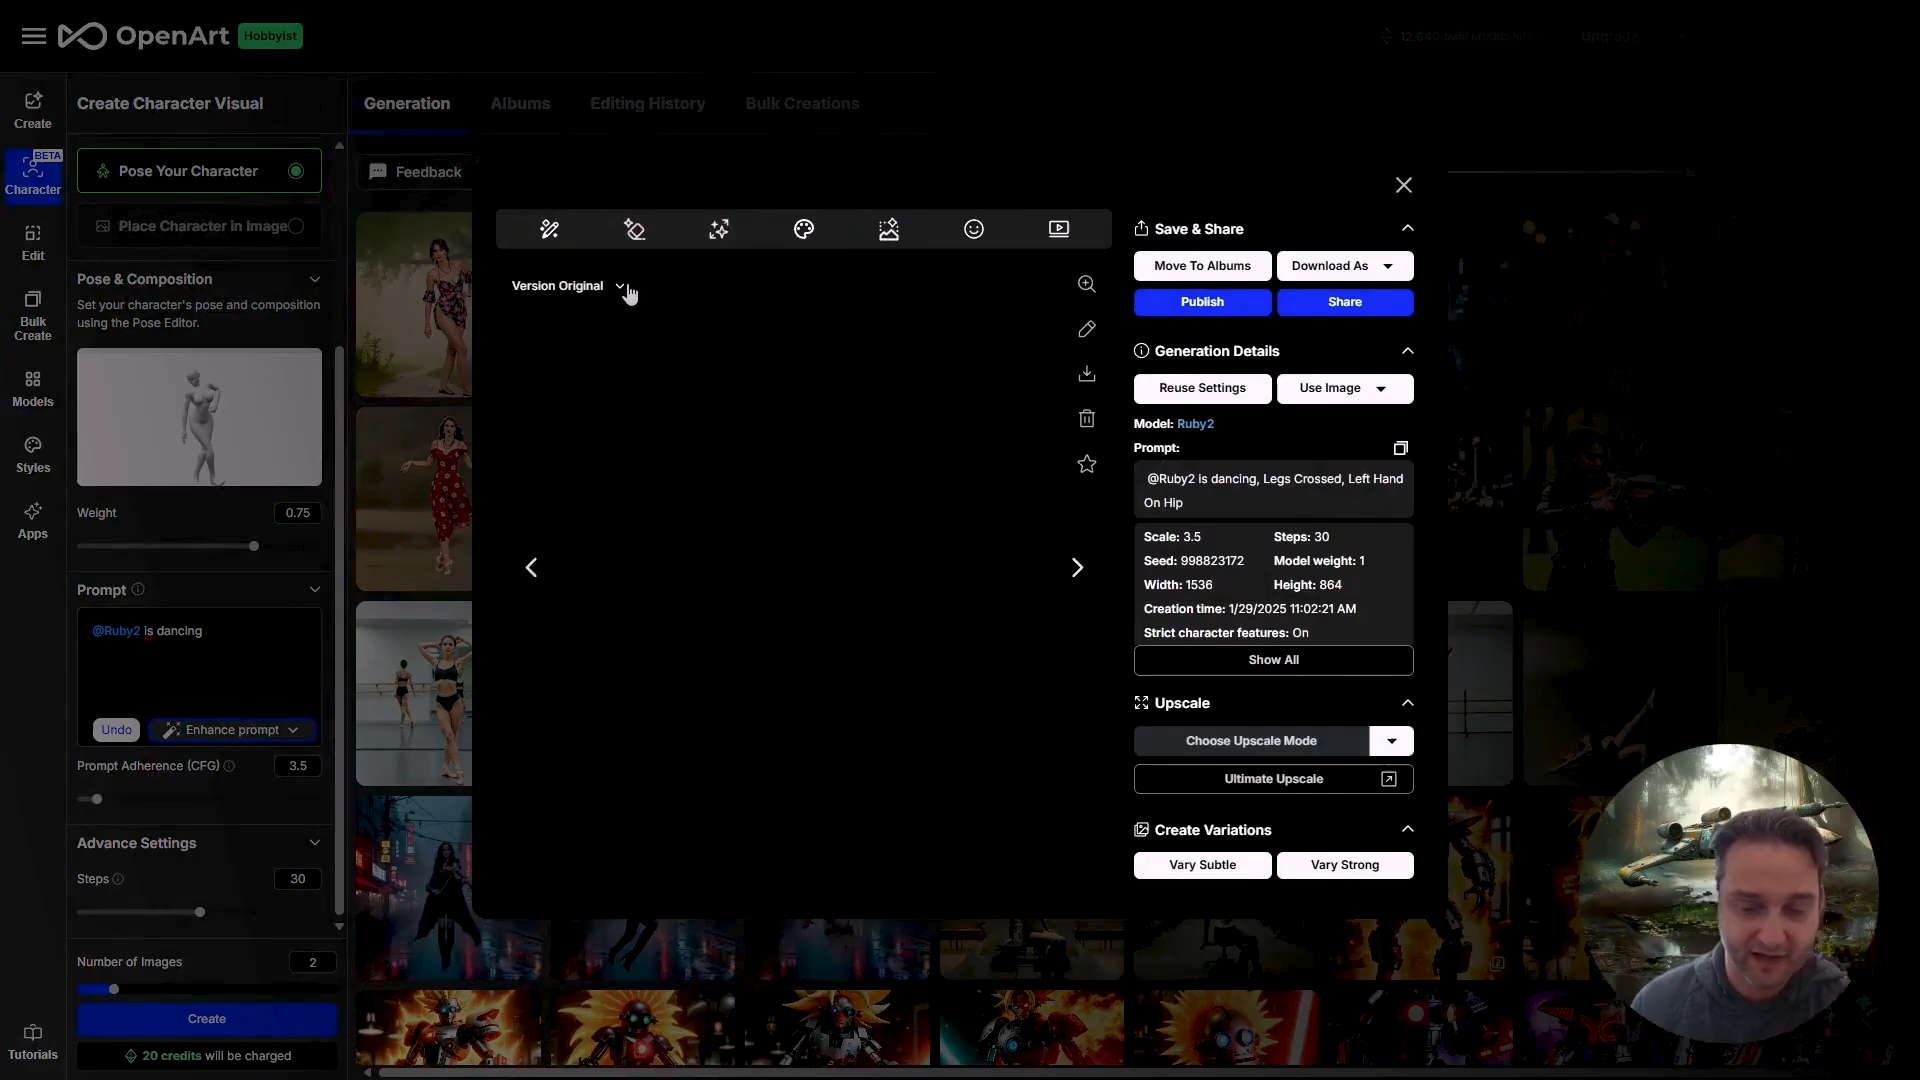 OpenArt
Hobbyist
Create
BETA
Character
Edit
Bulk
Create
Models
Styles
Apps
Tutorials
Create Character Visual
Pose Your Character
Place Character in Image
Pose & Composition
Set your character's pose and composition
using the Pose Editor.
Weight
0.75
Prompt
@Ruby2 is dancing
Undo
Enhance prompt
Prompt Adherence (CFG)
3.5
Advance Settings
Steps
30
Number of Images
2
Create
20 credits will be charged
Generation
Albums
Editing History
Bulk Creations
Feedback
Version Original
Save & Share
Move To Albums
Download As
Publish
Share
Generation Details
Reuse Settings
Use Image
Model: Ruby2
Prompt:
@Ruby2 is dancing, Legs Crossed, Left Hand
On Hip
Scale: 3.5
Steps: 30
Seed: 998823172
Model weight: 1
Width: 1536
Height: 864
Creation time: 1/29/2025 11:02:21 AM
Strict character features: On
Show All
Upscale
Choose Upscale Mode
Ultimate Upscale
Create Variations
Vary Subtle
Vary Strong